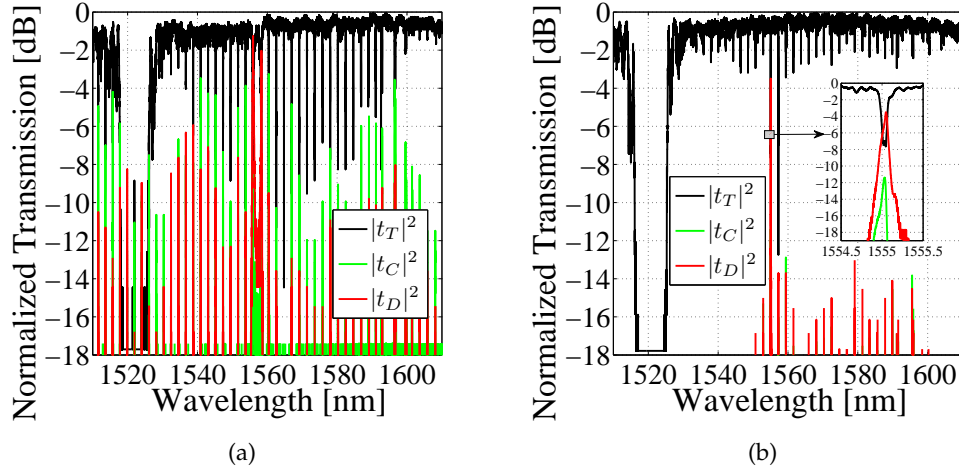 0
−2
−4
−6
−8
−10
−12
−14
−16
−18
Normalized Transmission [dB]
|t_T|^2
|t_C|^2
|t_D|^2
1520 1540 1560 1580 1600
Wavelength [nm]
(a)
0
−2
−4
−6
−8
−10
−12
−14
−16
−18
Normalized Transmission [dB]
|t_T|^2
|t_C|^2
|t_D|^2
0
−2
−4
−6
−8
−10
−12
−14
−16
−18
1554.5 1555 1555.5
1520 1540 1560 1580 1600
Wavelength [nm]
(b)